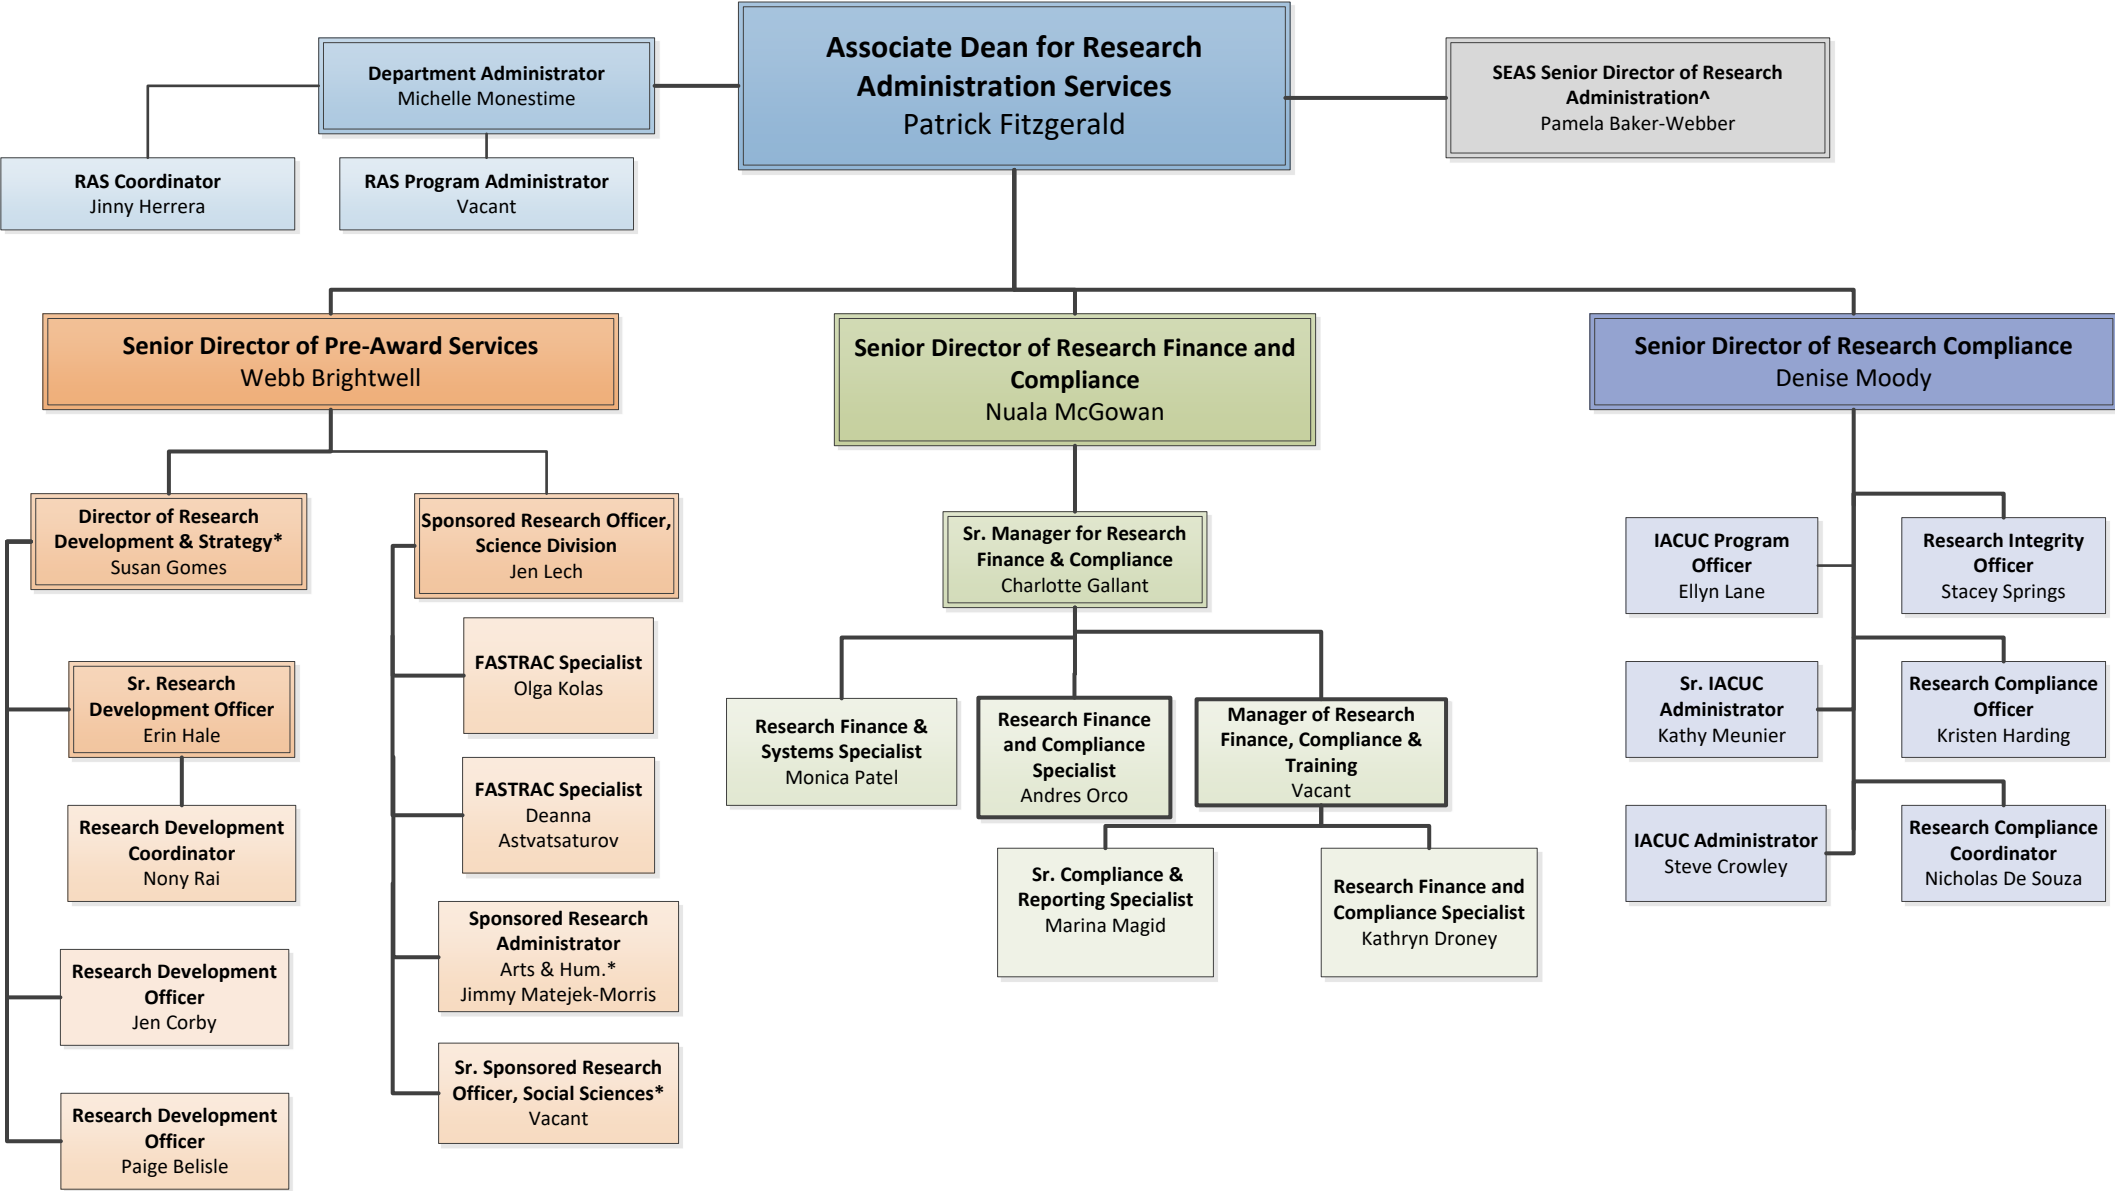 Associate Dean for Research
Administration Services
Patrick Fitzgerald
Department Administrator
Michelle Monestime
SEAS Senior Director of Research
Administration^
Pamela Baker-Webber
RAS Coordinator
Jinny Herrera
RAS Program Administrator
Vacant
Senior Director of Pre-Award Services
Webb Brightwell
Senior Director of Research Finance and
Compliance
Nuala McGowan
Senior Director of Research Compliance
Denise Moody
Director of Research
Development & Strategy*
Susan Gomes
Sr. Research
Development Officer
Erin Hale
Research Development
Coordinator
Nony Rai
Research Development
Officer
Jen Corby
Research Development
Officer
Paige Belisle
Sponsored Research Officer,
Science Division
Jen Lech
FASTRAC Specialist
Olga Kolas
FASTRAC Specialist
Deanna
Astvatsaturov
Sponsored Research
Administrator
Arts & Hum.*
Jimmy Matejek-Morris
Sr. Sponsored Research
Officer, Social Sciences*
Vacant
Sr. Manager for Research
Finance & Compliance
Charlotte Gallant
Research Finance &
Systems Specialist
Monica Patel
Research Finance
and Compliance
Specialist
Andres Orco
Manager of Research
Finance, Compliance &
Training
Vacant
Sr. Compliance &
Reporting Specialist
Marina Magid
Research Finance and
Compliance Specialist
Kathryn Droney
IACUC Program
Officer
Ellyn Lane
Research Integrity
Officer
Stacey Springs
Sr. IACUC
Administrator
Kathy Meunier
Research Compliance
Officer
Kristen Harding
IACUC Administrator
Steve Crowley
Research Compliance
Coordinator
Nicholas De Souza